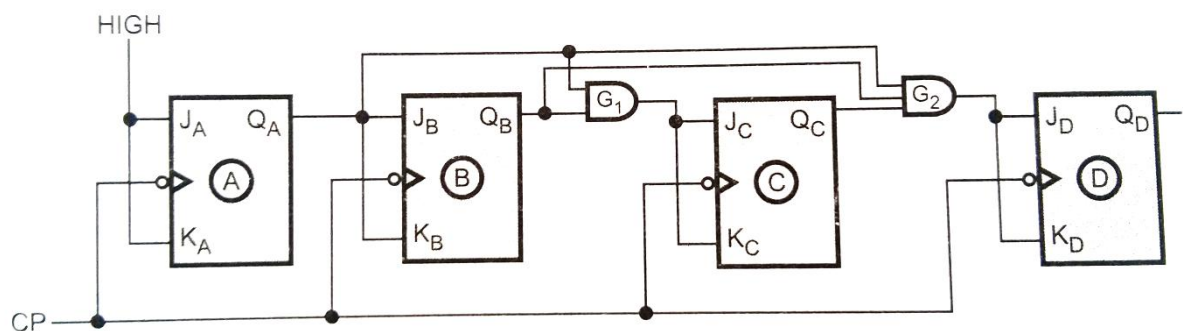 HIGH
J_A Q_A
J_B Q_B
G_1
J_C Q_C
G_2
J_D Q_D
A
B
C
D
K_A
K_B
K_C
K_D
CP